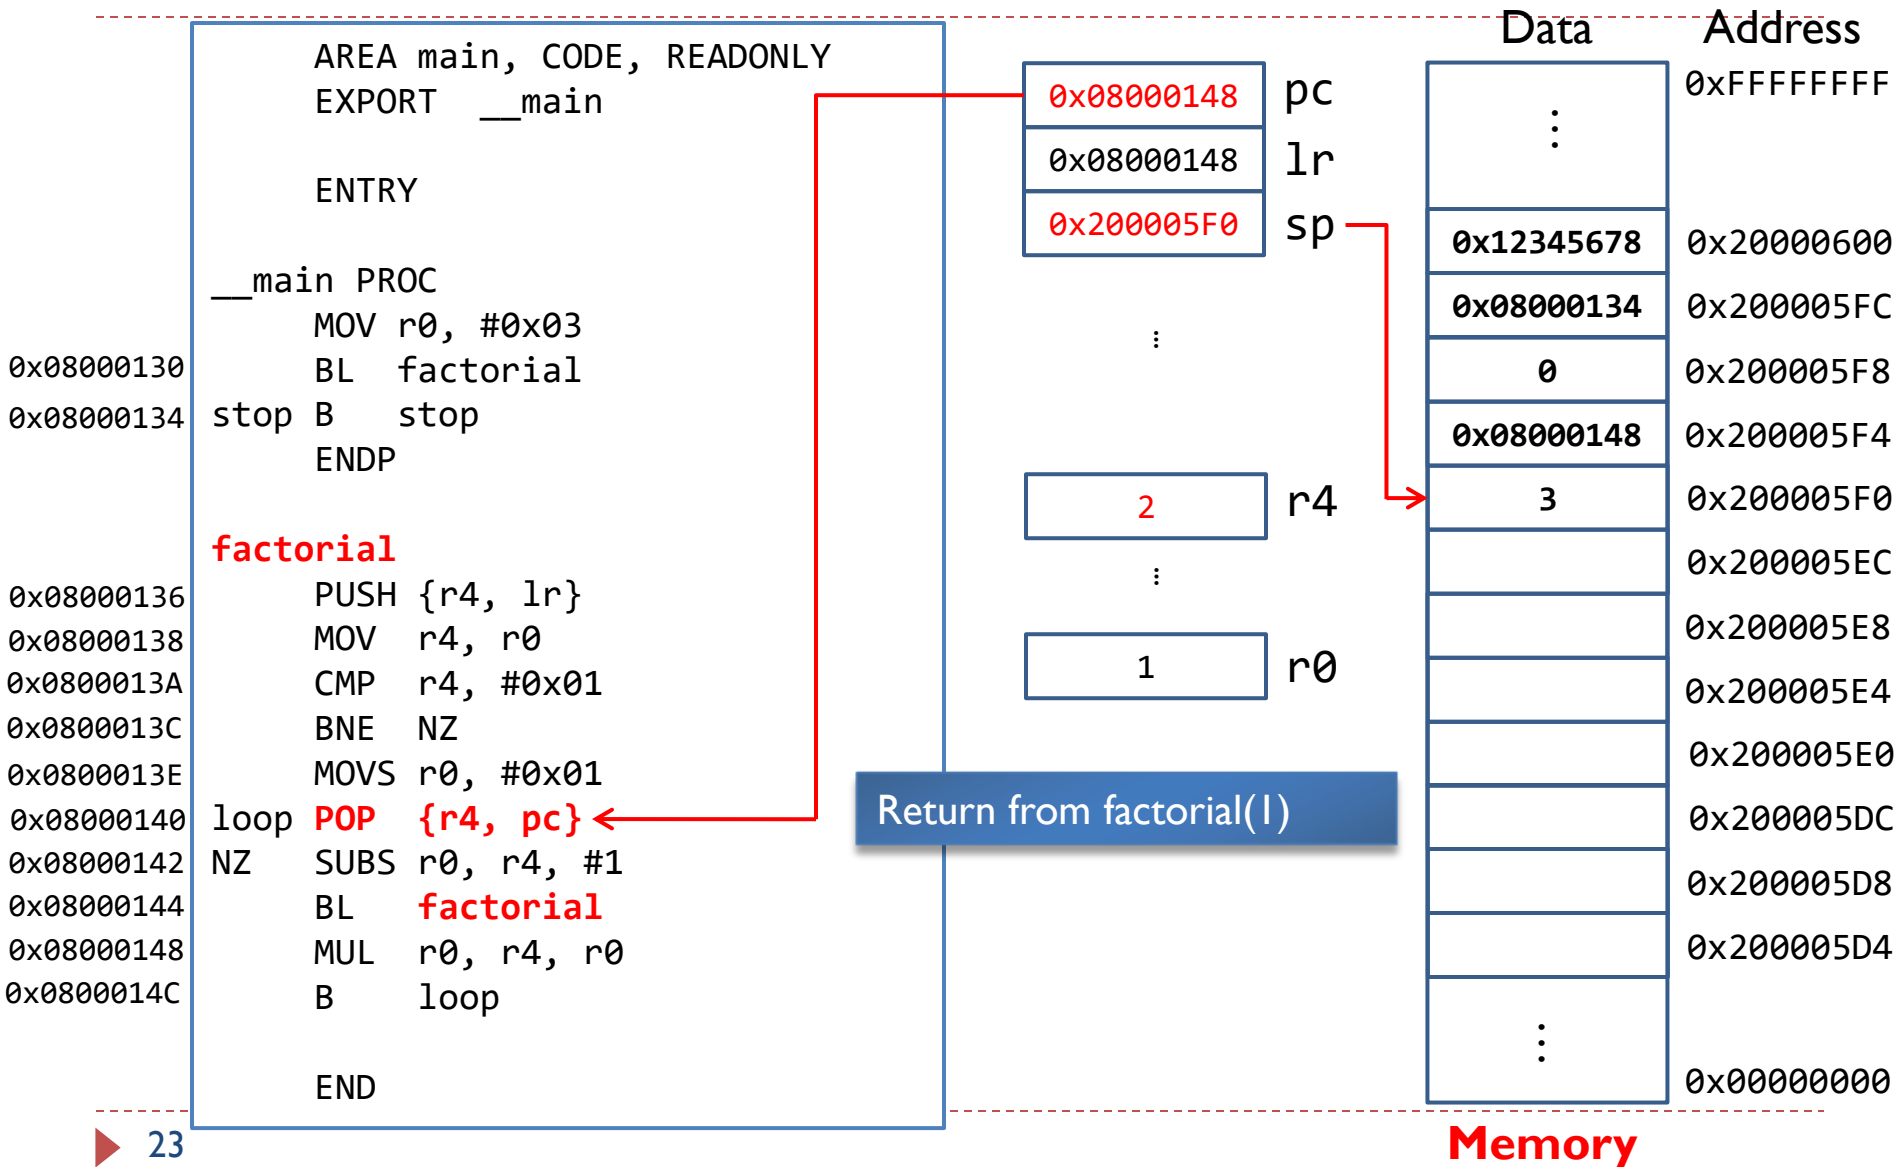 AREA main, CODE, READONLY
EXPORT __main
ENTRY
__main PROC
MOV r0, #0x03
0x08000130 BL factorial
0x08000134 stop B stop
ENDP
factorial
0x08000136 PUSH {r4, lr}
0x08000138 MOV r4, r0
0x0800013A CMP r4, #0x01
0x0800013C BNE NZ
0x0800013E MOVS r0, #0x01
0x08000140 loop POP {r4, pc}
0x08000142 NZ SUBS r0, r4, #1
0x08000144 BL factorial
0x08000148 MUL r0, r4, r0
0x0800014C B loop
END
0x08000148 pc
0x08000148 lr
0x200005F0 sp
...
2 r4
...
1 r0
Return from factorial(1)
Data Address
0xFFFFFFFF
...
0x12345678 0x20000600
0x08000134 0x200005FC
0 0x200005F8
0x08000148 0x200005F4
3 0x200005F0
0x200005EC
0x200005E8
0x200005E4
0x200005E0
0x200005DC
0x200005D8
0x200005D4
...
0x00000000
Memory
23